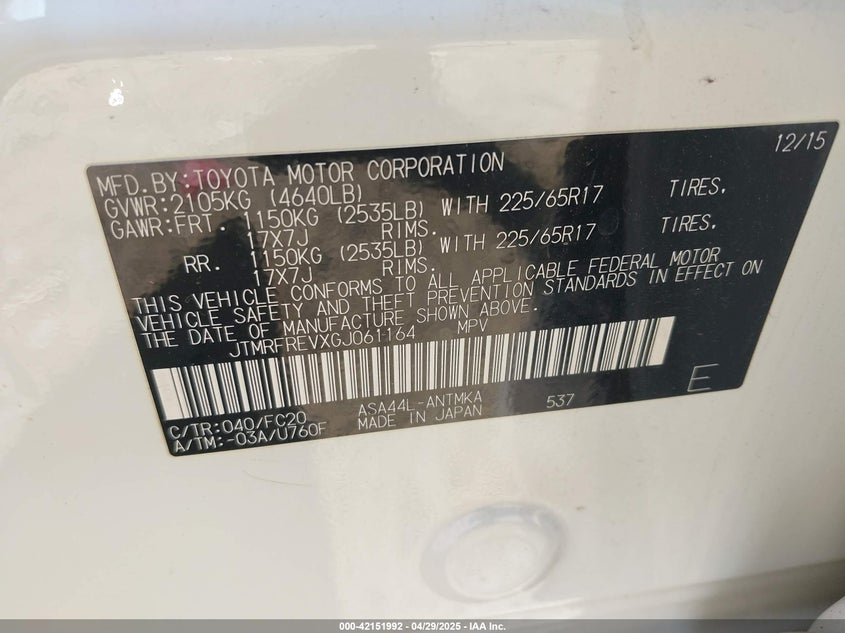 12/15
MFD.BY:TOYOTA MOTOR CORPORATION
GVWR:2105KG (4640LB)
GAWR:FRT. 1150KG (2535LB) WITH 225/65R17 TIRES,
17X7J RIMS.
RR. 1150KG (2535LB) WITH 225/65R17 TIRES.
17X7J RIMS.
THIS VEHICLE CONFORMS TO ALL APPLICABLE FEDERAL MOTOR
VEHICLE SAFETY AND THEFT PREVENTION STANDARDS IN EFFECT ON
THE DATE OF MANUFACTURE SHOWN ABOVE.
JTMRFREVXGJ061164 MPV
C/TR:040/FC20 ASA44L-ANTMKA 537 E
A/TM:-03A/U760F MADE IN JAPAN
000-42151992 - 04/29/2025 - IAA Inc.